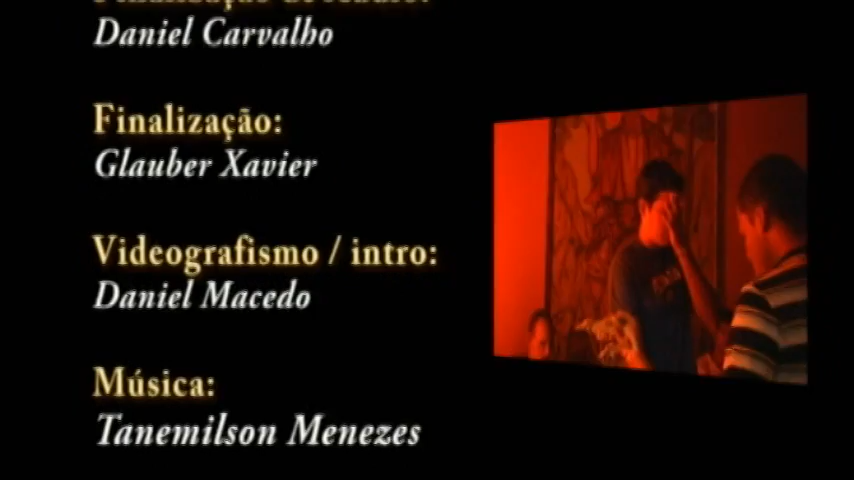 Daniel Carvalho
Finalização:
Glauber Xavier
Videografismo / intro:
Daniel Macedo
Música:
Tanemilson Menezes